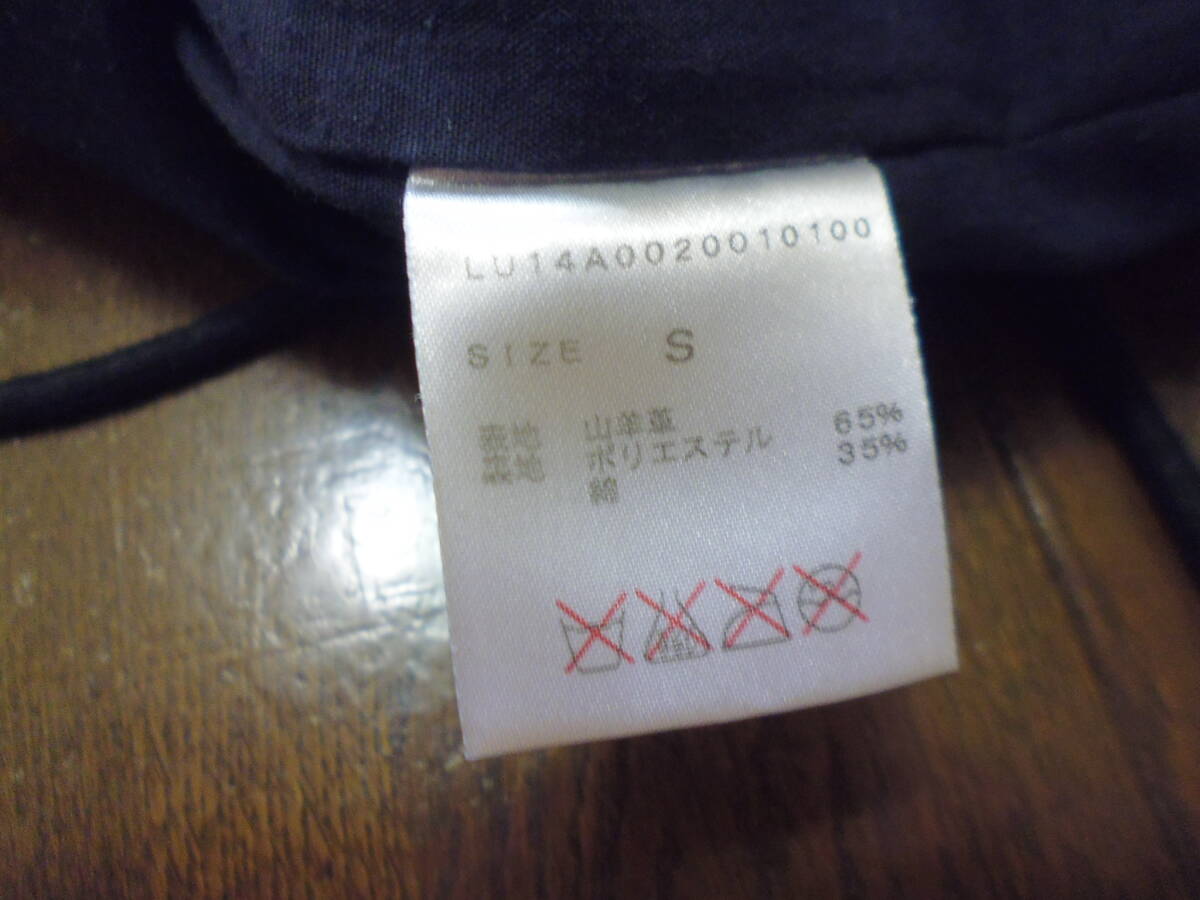 LU14A0020010100
SIZE S
表地 山羊革
裏地 ポリエステル 65%
綿 35%